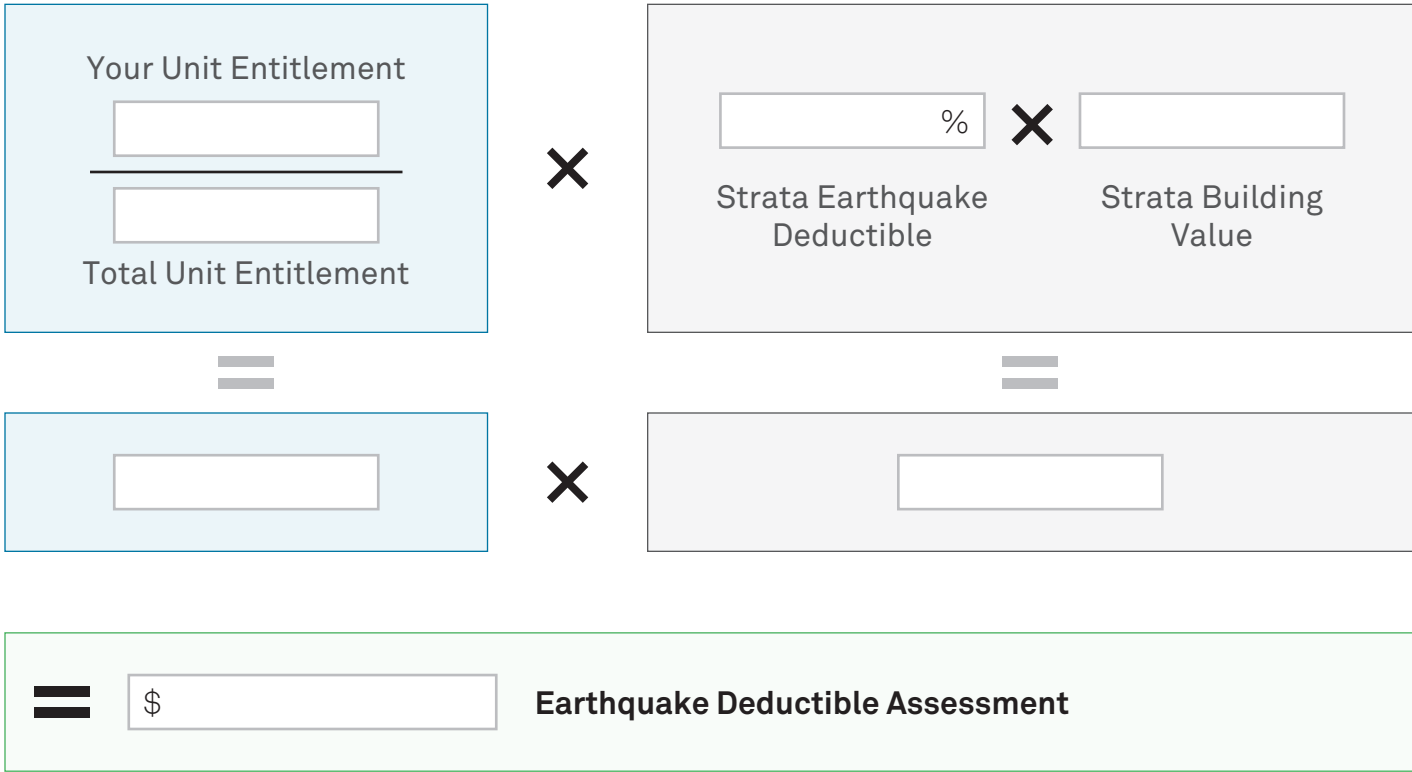 Your Unit Entitlement
Total Unit Entitlement
×
%
×
Strata Earthquake
Deductible
Strata Building
Value
=
=
×
=
$
Earthquake Deductible Assessment